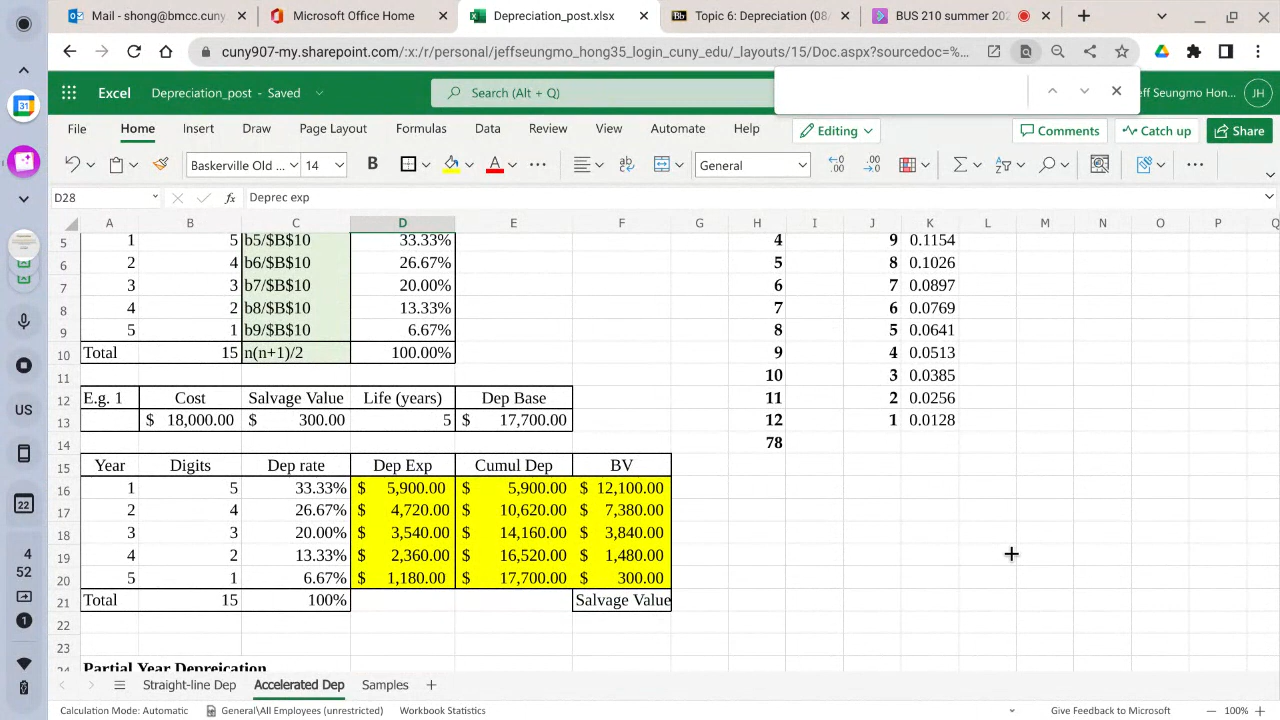 Mail - shong@bmcc.cuny
Microsoft Office Home
Depreciation_post.xlsx
Bb Topic 6: Depreciation (08/
BUS 210 summer 202
cuny907-my.sharepoint.com/:x:/r/personal/jeffseungmo_hong35_login_cuny_edu/_layouts/15/Doc.aspx?sourcedoc=%...
Excel Depreciation_post - Saved Search (Alt + Q) eff Seungmo Hon... JH
File Home Insert Draw Page Layout Formulas Data Review View Automate Help Editing Comments Catch up Share
Baskerville Old ... 14 B A General
D28 fx Deprec exp
A B C D E F G H I J K L M N O P Q
5 1 5 b5/$B$10 33.33% 4 9 0.1154
6 2 4 b6/$B$10 26.67% 5 8 0.1026
7 3 3 b7/$B$10 20.00% 6 7 0.0897
8 4 2 b8/$B$10 13.33% 7 6 0.0769
9 5 1 b9/$B$10 6.67% 8 5 0.0641
10 Total 15 n(n+1)/2 100.00% 9 4 0.0513
11 10 3 0.0385
12 E.g. 1 Cost Salvage Value Life (years) Dep Base 11 2 0.0256
13 $ 18,000.00 $ 300.00 5 $ 17,700.00 12 1 0.0128
14 78
15 Year Digits Dep rate Dep Exp Cumul Dep BV
16 1 5 33.33% $ 5,900.00 $ 5,900.00 $ 12,100.00
17 2 4 26.67% $ 4,720.00 $ 10,620.00 $ 7,380.00
18 3 3 20.00% $ 3,540.00 $ 14,160.00 $ 3,840.00
19 4 2 13.33% $ 2,360.00 $ 16,520.00 $ 1,480.00
20 5 1 6.67% $ 1,180.00 $ 17,700.00 $ 300.00
21 Total 15 100% Salvage Value
22
23
24 Partial Year Depreication
Straight-line Dep Accelerated Dep Samples
Calculation Mode: Automatic General\All Employees (unrestricted) Workbook Statistics Give Feedback to Microsoft 100%
31
US
22
4
52
1